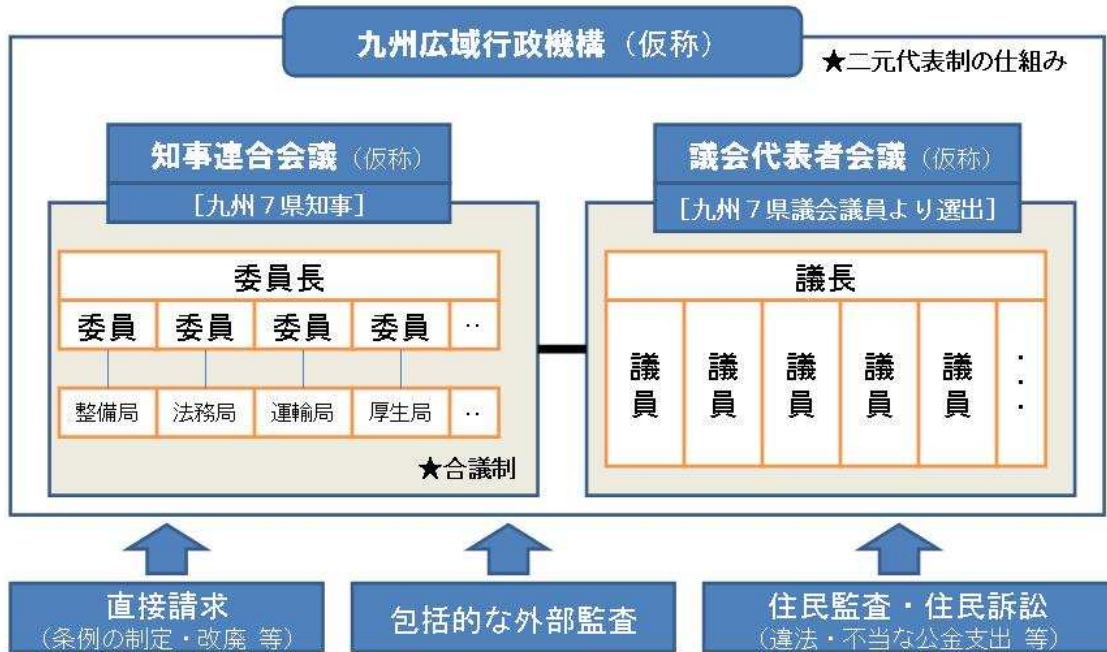 九州広域行政機構（仮称）
★二元代表制の仕組み
知事連合会議（仮称）
［九州７県知事］
委員長
委員 委員 委員 委員 ‥
整備局 法務局 運輸局 厚生局 ‥
★合議制
議会代表者会議（仮称）
［九州７県議会議員より選出］
議長
議員 議員 議員 議員 議員 ・・・
直接請求
（条例の制定・改廃 等）
包括的な外部監査
住民監査・住民訴訟
（違法・不当な公金支出 等）